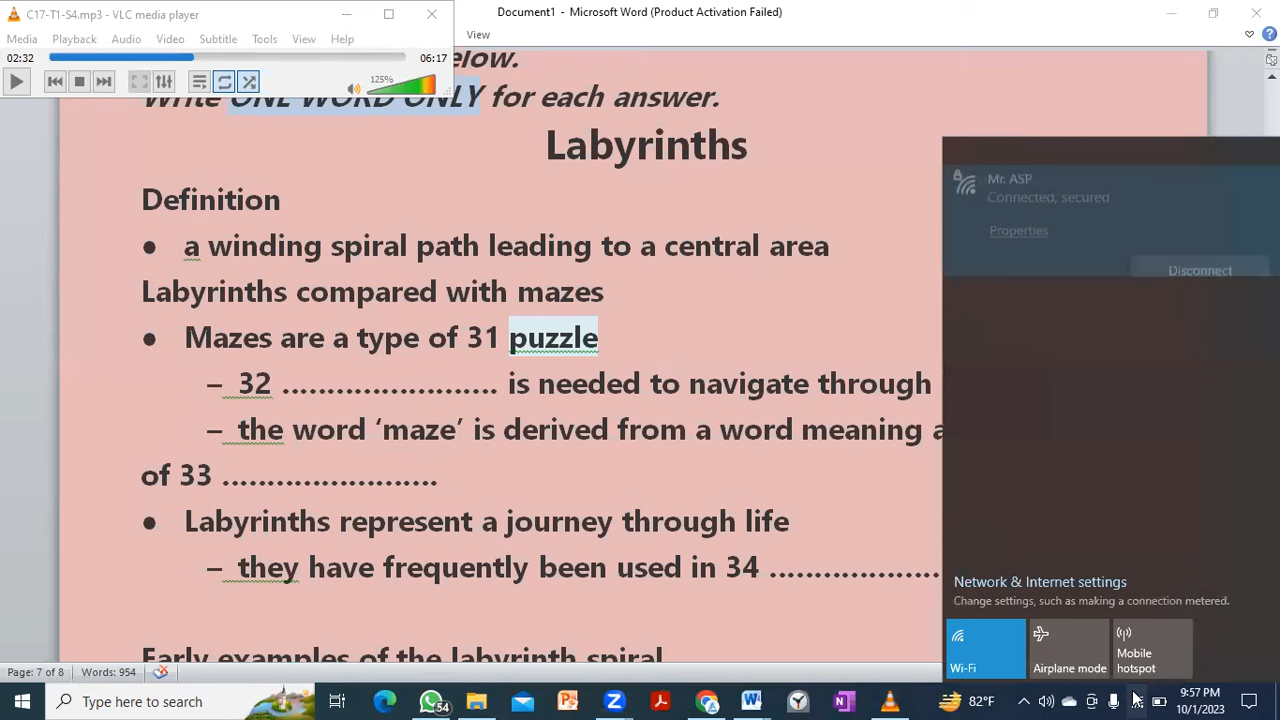 C17-T1-S4.mp3 - VLC media player
Document1 - Microsoft Word (Product Activation Failed)
Media Playback Audio Video Subtitle Tools View Help
View
02:32
06:17
125%
elow.
Write ONE WORD ONLY for each answer.
Labyrinths
Definition
● a winding spiral path leading to a central area
Labyrinths compared with mazes
● Mazes are a type of 31 puzzle
– 32 ........................ is needed to navigate through
– the word ‘maze’ is derived from a word meaning a
of 33 ........................
● Labyrinths represent a journey through life
– they have frequently been used in 34 ...................
Early examples of the labyrinth spiral
Mr. ASP
Connected, secured
Properties
Disconnect
Network & Internet settings
Change settings, such as making a connection metered.
Wi-Fi
Airplane mode
Mobile hotspot
Page: 7 of 8 Words: 954
Type here to search
54
82°F
9:57 PM
10/1/2023